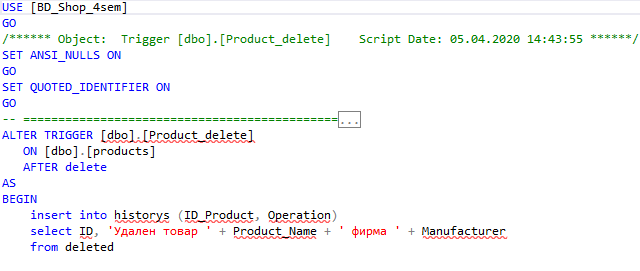 USE [BD_Shop_4sem]
GO
/****** Object:  Trigger [dbo].[Product_delete]    Script Date: 05.04.2020 14:43:55 ******/
SET ANSI_NULLS ON
GO
SET QUOTED_IDENTIFIER ON
GO
-- =============================================...
ALTER TRIGGER [dbo].[Product_delete]
   ON [dbo].[products]
   AFTER delete
AS
BEGIN
    insert into historys (ID_Product, Operation)
    select ID, 'Удален товар ' + Product_Name + ' фирма ' + Manufacturer
    from deleted